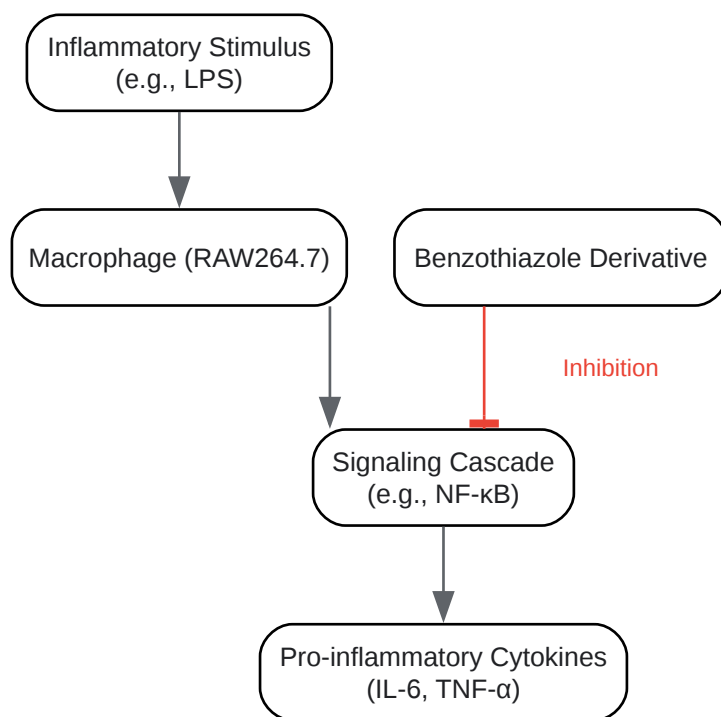 Inflammatory Stimulus
(e.g., LPS)
Macrophage (RAW264.7)
Benzothiazole Derivative
Inhibition
Signaling Cascade
(e.g., NF-κB)
Pro-inflammatory Cytokines
(IL-6, TNF-α)